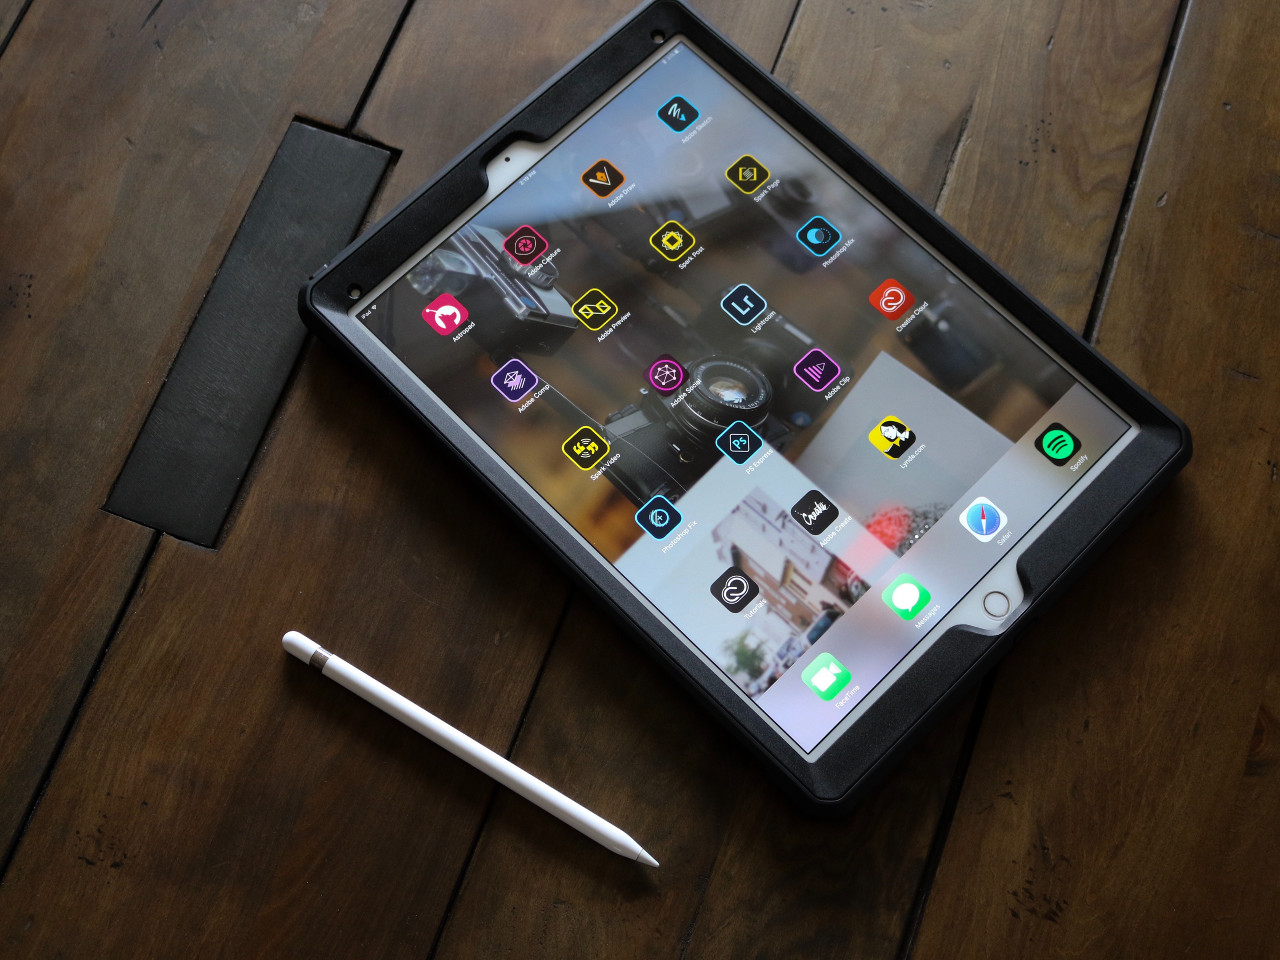 iPad
Astropad
Adobe Capture
Adobe Draw
Adobe Sketch
Adobe Comp
Adobe Preview
Spark Post
Spark Page
Spark Video
Adobe Social
Lr
Lightroom
Photoshop Mix
Photoshop Fix
Ps
PS Express
Adobe Clip
Creative Cloud
Tutorials
Create
Adobe Create
Lynda.com
FaceTime
Messages
Safari
Spotify